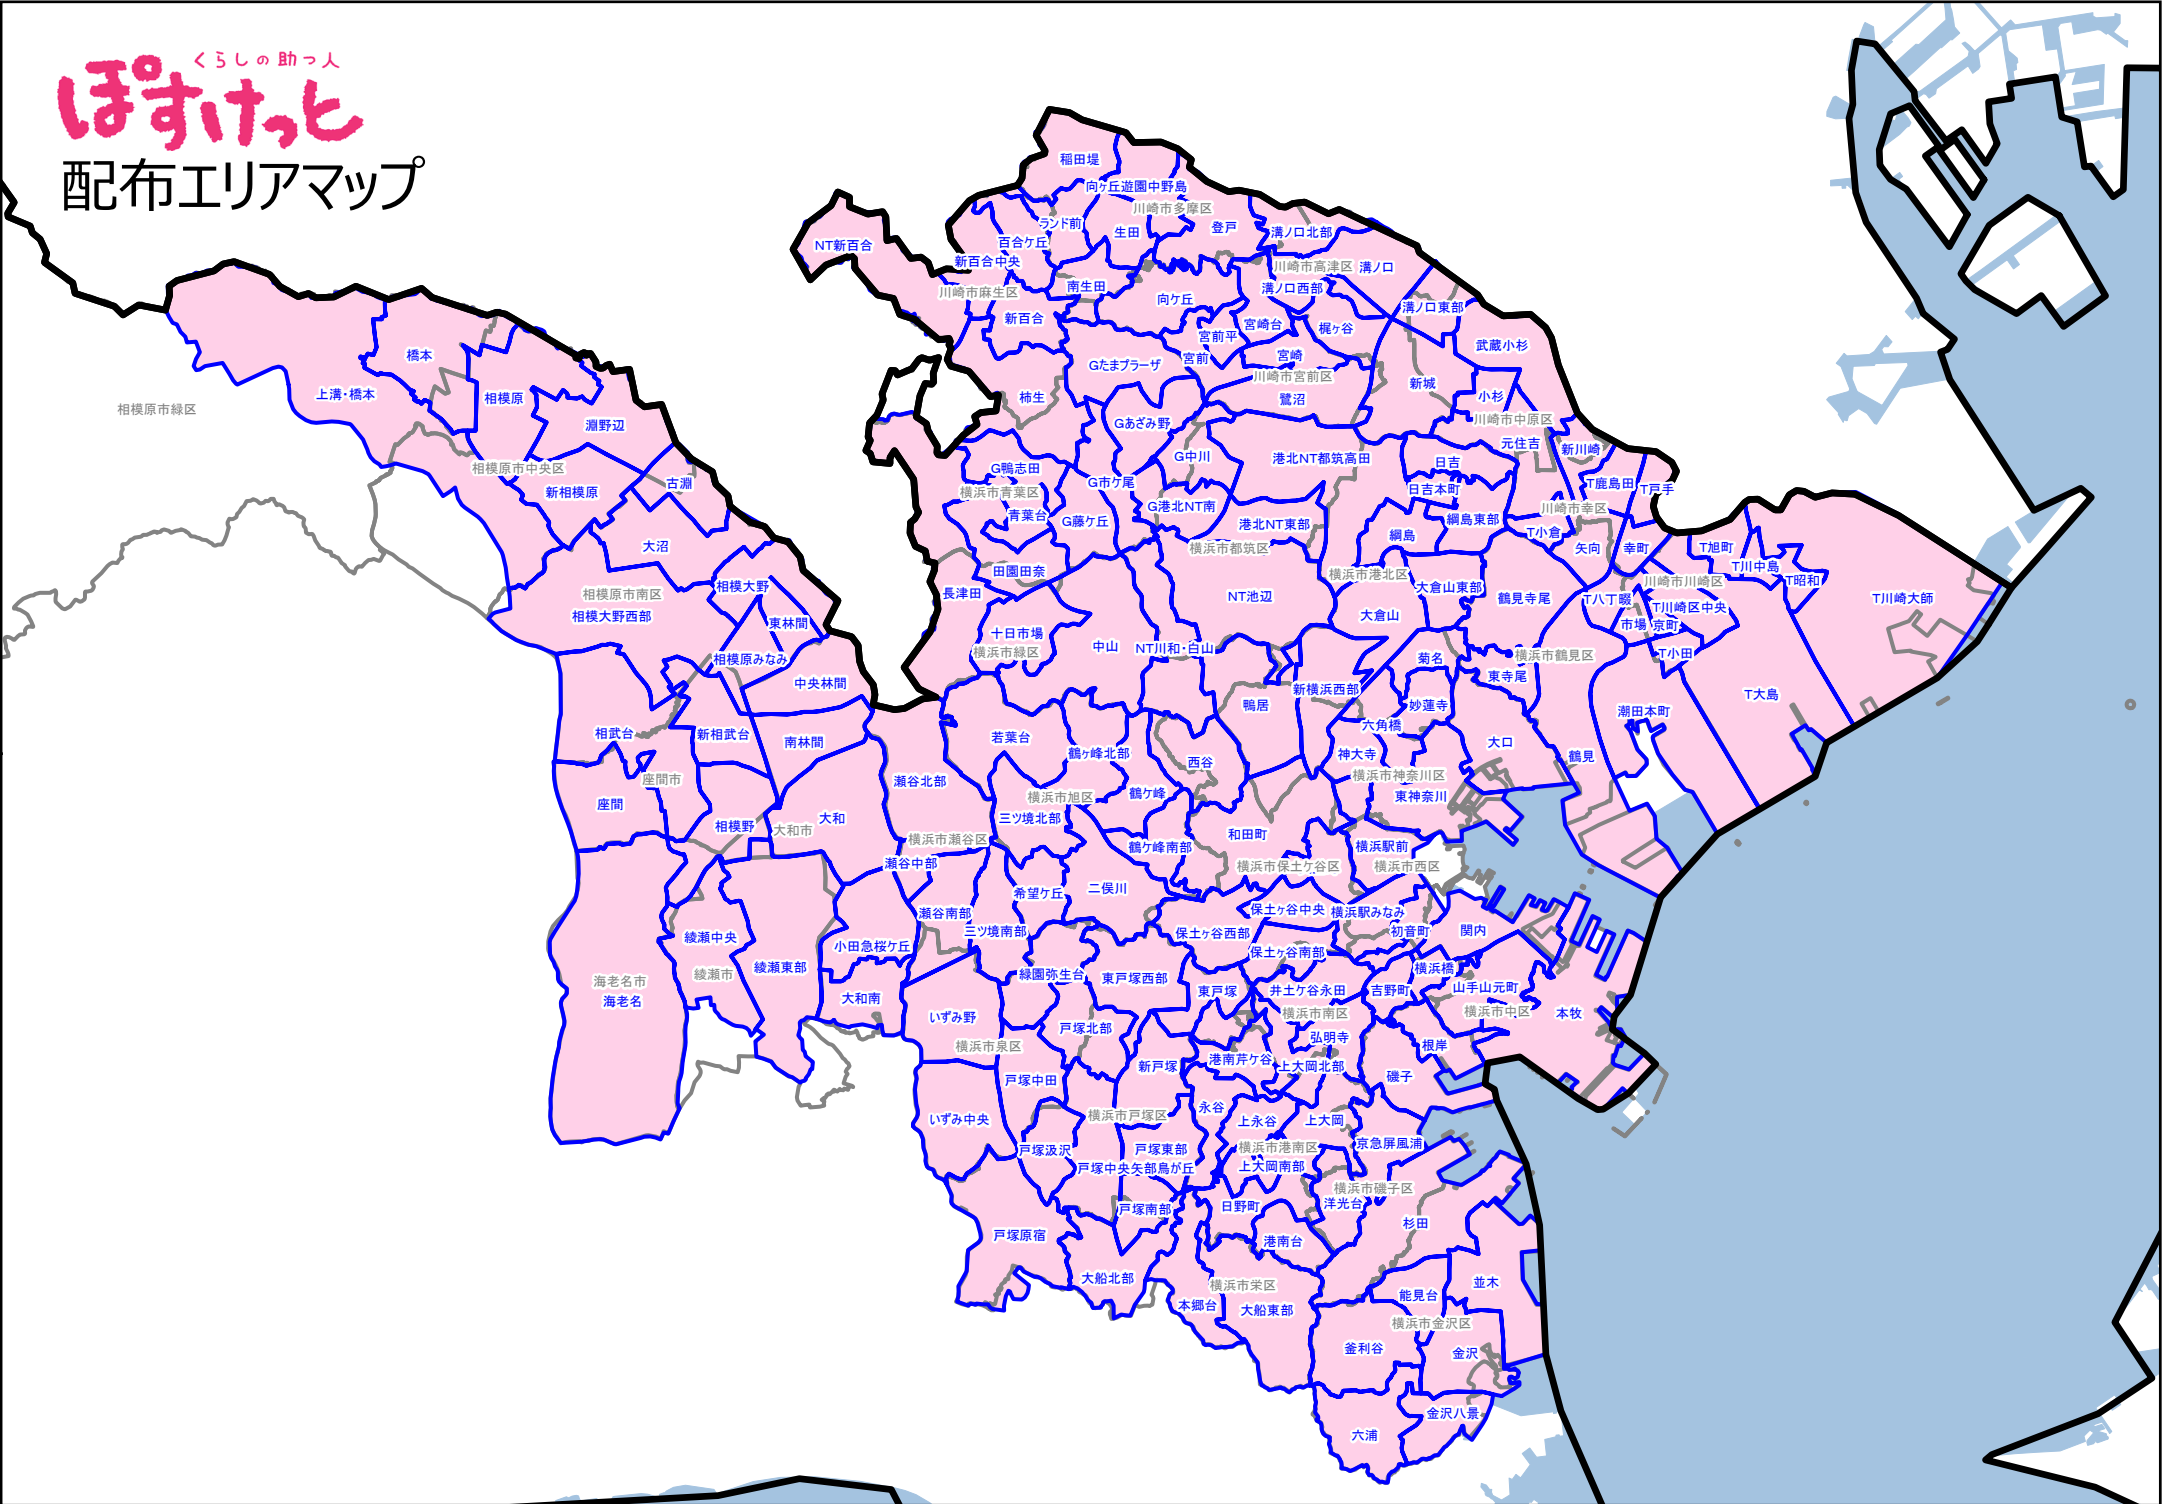 くらしの助っ人
ぽすけっと
配布エリアマップ
稲田堤
向ヶ丘遊園中野島
川崎市多摩区
ランド前
生田
登戸
溝ノ口北部
百合ケ丘
NT新百合
新百合中央
川崎市高津区
溝ノ口
川崎市麻生区
南生田
溝ノ口西部
向ケ丘
溝ノ口東部
新百合
宮崎台
梶ヶ谷
宮前平
武蔵小杉
橋本
宮前
宮崎
Gたまプラーザ
川崎市宮前区
新城
上溝・橋本
相模原
柿生
鷺沼
小杉
相模原市緑区
川崎市中原区
淵野辺
Gあざみ野
元住吉
新川崎
G中川
港北NT都筑高田
日吉
相模原市中央区
G鴨志田
古淵
G市ケ尾
T鹿島田
T戸手
新相模原
横浜市青葉区
日吉本町
G港北NT南
川崎市幸区
青葉台
G藤ケ丘
港北NT東部
綱島東部
綱島
T小倉
大沼
横浜市都筑区
矢向
幸町
T旭町
田園田奈
横浜市港北区
T川中島
川崎市川崎区
T昭和
相模大野
相模原市南区
長津田
NT池辺
大倉山東部
鶴見寺尾
T八丁畷
T川崎区中央
T川崎大師
相模大野西部
東林間
十日市場
大倉山
市場
京町
横浜市緑区
中山
NT川和・白山
相模原みなみ
菊名
横浜市鶴見区
T小田
中央林間
新横浜西部
東寺尾
T大島
鴨居
妙蓮寺
潮田本町
相武台
新相武台
南林間
若葉台
六角橋
大口
鶴ヶ峰北部
西谷
神大寺
鶴見
座間市
瀬谷北部
横浜市神奈川区
座間
横浜市旭区
鶴ケ峰
東神奈川
相模野
大和市
大和
三ツ境北部
和田町
横浜市瀬谷区
鶴ケ峰南部
横浜駅前
瀬谷中部
横浜市保土ケ谷区
横浜市西区
希望ケ丘
二俣川
瀬谷南部
保土ヶ谷中央
横浜駅みなみ
三ツ境南部
保土ヶ谷西部
初音町
関内
綾瀬中央
小田急桜ケ丘
保土ヶ谷南部
綾瀬東部
横浜橋
綾瀬市
緑園弥生台
東戸塚西部
海老名市
東戸塚
井土ケ谷永田
吉野町
山手山元町
海老名
大和南
横浜市南区
横浜市中区
本牧
いずみ野
戸塚北部
弘明寺
横浜市泉区
港南芹ケ谷
根岸
新戸塚
上大岡北部
戸塚中田
磯子
いずみ中央
横浜市戸塚区
永谷
上永谷
上大岡
戸塚汲沢
戸塚東部
横浜市港南区
京急屏風浦
戸塚中央矢部鳥が丘
上大岡南部
横浜市磯子区
戸塚南部
日野町
洋光台
戸塚原宿
港南台
杉田
大船北部
横浜市栄区
並木
本郷台
大船東部
能見台
横浜市金沢区
釜利谷
金沢
金沢八景
六浦